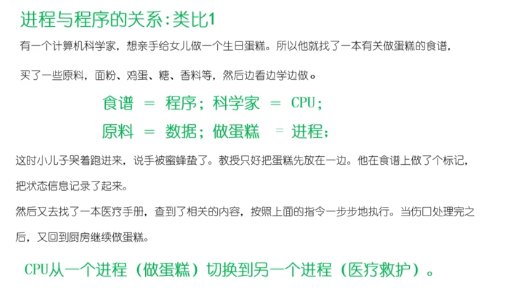 进程与程序的关系:类比1
有一个计算机科学家，想亲手给女儿做一个生日蛋糕。所以他就找了一本有关做蛋糕的食谱，
买了一些原料，面粉、鸡蛋、糖、香料等，然后边看边学边做。
食谱 = 程序；科学家 = CPU；
原料 = 数据；做蛋糕 = 进程：
这时小儿子哭着跑进来，说手被蜜蜂蛰了。教授只好把蛋糕先放在一边。他在食谱上做了个标记，
把状态信息记录了起来。
然后又去找了一本医疗手册，查到了相关的内容，按照上面的指令一步步地执行。当伤口处理完之
后，又回到厨房继续做蛋糕。
CPU从一个进程（做蛋糕）切换到另一个进程（医疗救护）。